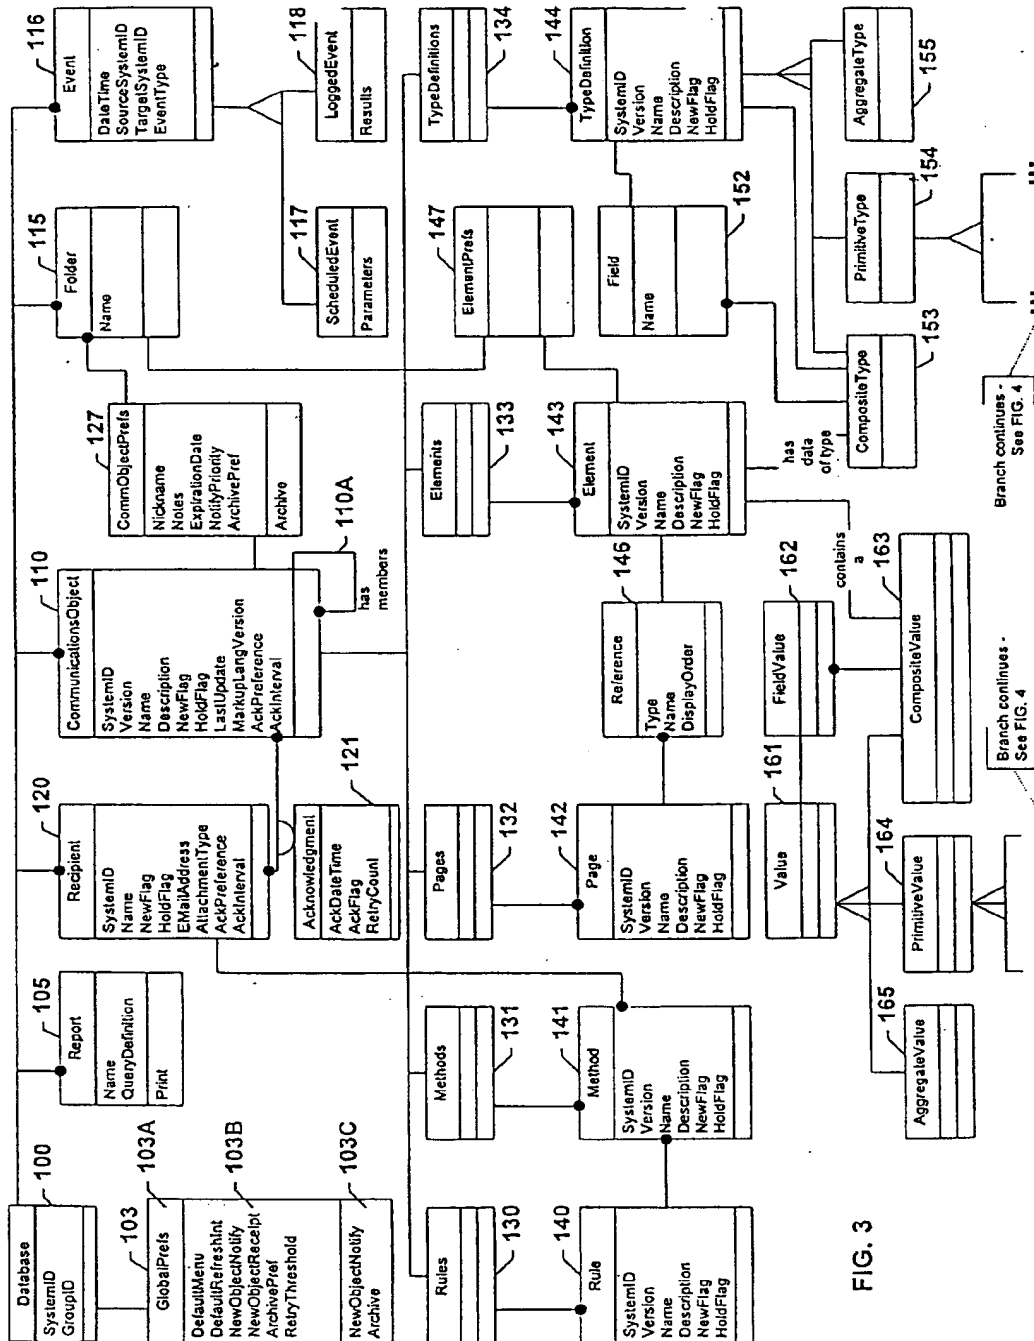 Database
SystemID
GroupID
100
103
103A
103B
103C
GlobalPrefs
DefaultMenu
DefaultRefreshInt
NewObjectNotify
NewObjectReceipt
ArchivePref
RetryThreshold
NewObjectNotify
Archive
Report
105
Name
QueryDefinition
Print
Recipient
120
SystemID
Name
NewFlag
HoldFlag
EMailAddress
AttachmentType
AckPreference
AckInterval
Acknowledgment
121
AckDateTime
AckFlag
RetryCount
CommunicationsObject
110
SystemID
Version
Name
Description
NewFlag
HoldFlag
LastUpdate
MarkupLangVersion
AckPreference
AckInterval
110A
has
members
CommObjectPrefs
127
Nickname
Notes
ExpirationDate
NotifyPriority
ArchivePref
Archive
Folder
115
Name
Event
116
DateTime
SourceSystemID
TargetSystemID
EventType
ScheduledEvent
117
Parameters
LoggedEvent
118
Results
Rules
130
Methods
131
Pages
132
Elements
133
ElementPrefs
147
TypeDefinitions
134
Rule
140
SystemID
Version
Name
Description
NewFlag
HoldFlag
Method
141
SystemID
Version
Name
Description
NewFlag
HoldFlag
Page
142
SystemID
Version
Name
Description
NewFlag
HoldFlag
Reference
146
Type
Name
DisplayOrder
Element
143
SystemID
Version
Name
Description
NewFlag
HoldFlag
Field
152
Name
TypeDefinition
144
SystemID
Version
Name
Description
NewFlag
HoldFlag
has
data
of type
contains
a
Value
161
FieldValue
162
CompositeValue
163
PrimitiveValue
164
AggregateValue
165
CompositeType
153
PrimitiveType
154
AggregateType
155
Branch continues -
See FIG. 4
Branch continues -
See FIG. 4
FIG. 3